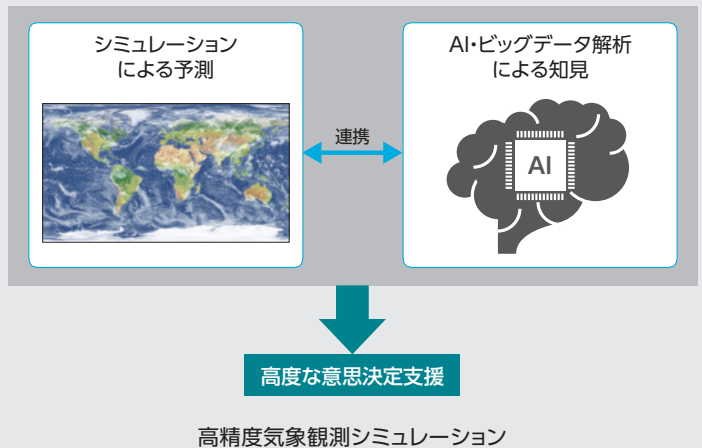 シミュレーション
による予測
AI・ビッグデータ解析
による知見
連携
AI
高度な意思決定支援
高精度気象観測シミュレーション